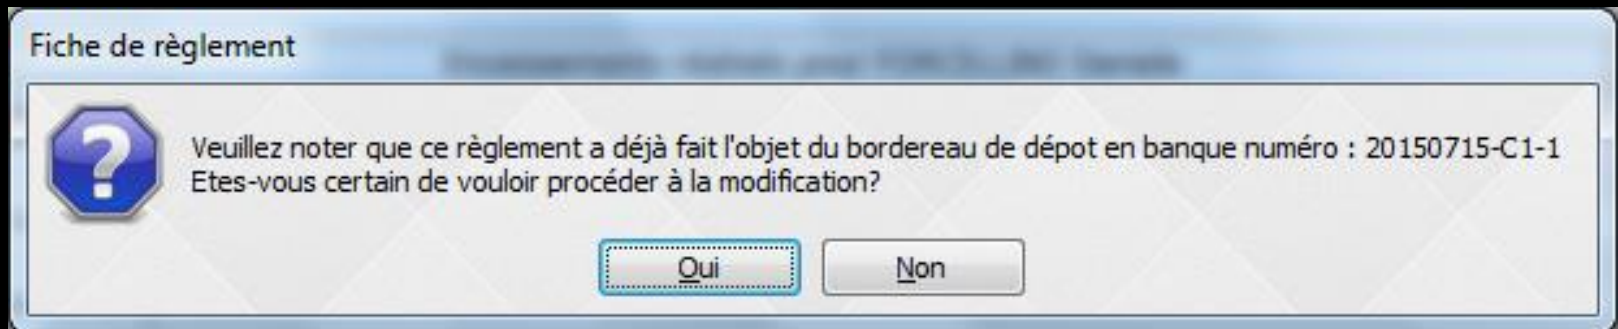 Fiche de règlement
Veuillez noter que ce règlement a déjà fait l'objet du bordereau de dépot en banque numéro : 20150715-C1-1
Etes-vous certain de vouloir procéder à la modification?
Oui
Non